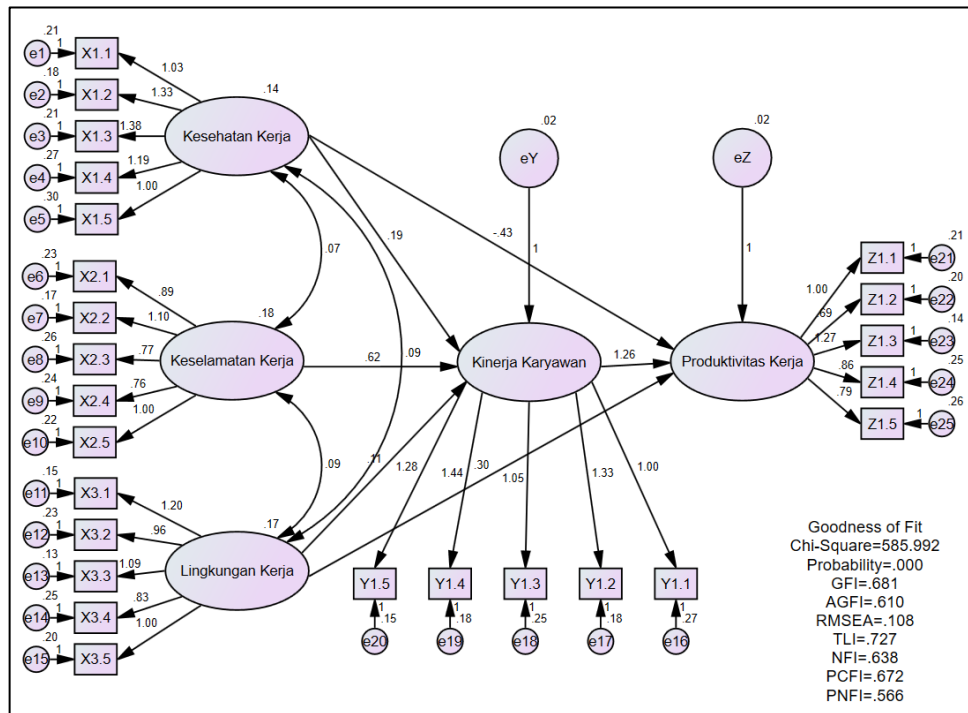 .21
e1 1 X1.1
.18
e2 1 X1.2
.21
e3 1 X1.3
.27
e4 1 X1.4
.30
e5 1 X1.5
1.03
1.33
1.38
1.19
1.00
.14
Kesehatan Kerja
.23
e6 1 X2.1
.17
e7 1 X2.2
.26
e8 1 X2.3
.24
e9 1 X2.4
.22
e10 1 X2.5
.89
1.10
.77
.76
1.00
.18
Keselamatan Kerja
.15
e11 1 X3.1
.23
e12 1 X3.2
.13
e13 1 X3.3
.25
e14 1 X3.4
.20
e15 1 X3.5
1.20
.96
1.09
.83
1.00
.17
Lingkungan Kerja
.07
.09
.09
.19
-.43
.62
.11
.30
1.26
.02
eY
1
Kinerja Karyawan
.02
eZ
1
Produktivitas Kerja
1.28
1.44
1.05
1.33
1.00
Y1.5 Y1.4 Y1.3 Y1.2 Y1.1
1 1 1 1 1
.15 .18 .25 .18 .27
e20 e19 e18 e17 e16
1.00
.69
1.27
.86
.79
.21
Z1.1 1 e21
.20
Z1.2 1 e22
.14
Z1.3 1 e23
.25
Z1.4 1 e24
.26
Z1.5 1 e25
Goodness of Fit
Chi-Square=585.992
Probability=.000
GFI=.681
AGFI=.610
RMSEA=.108
TLI=.727
NFI=.638
PCFI=.672
PNFI=.566